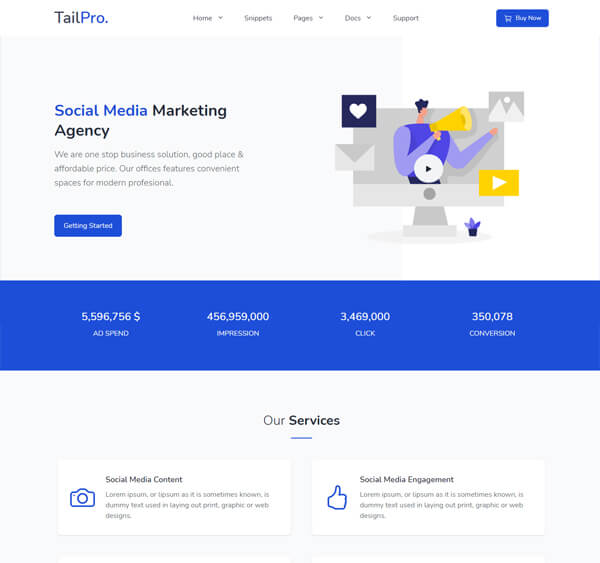 TailPro.
Home
Snippets
Pages
Docs
Support
Buy Now
Social Media Marketing
Agency
We are one stop business solution, good place &
affordable price. Our offices features convenient
spaces for modern profesional.
Getting Started
5,596,756 $
456,959,000
3,469,000
350,078
AD SPEND
IMPRESSION
CLICK
CONVERSION
Our Services
Social Media Content
Lorem ipsum, or lipsum as it is sometimes known, is
dummy text used in laying out print, graphic or web
designs.
Social Media Engagement
Lorem ipsum, or lipsum as it is sometimes known, is
dummy text used in laying out print, graphic or web
designs.